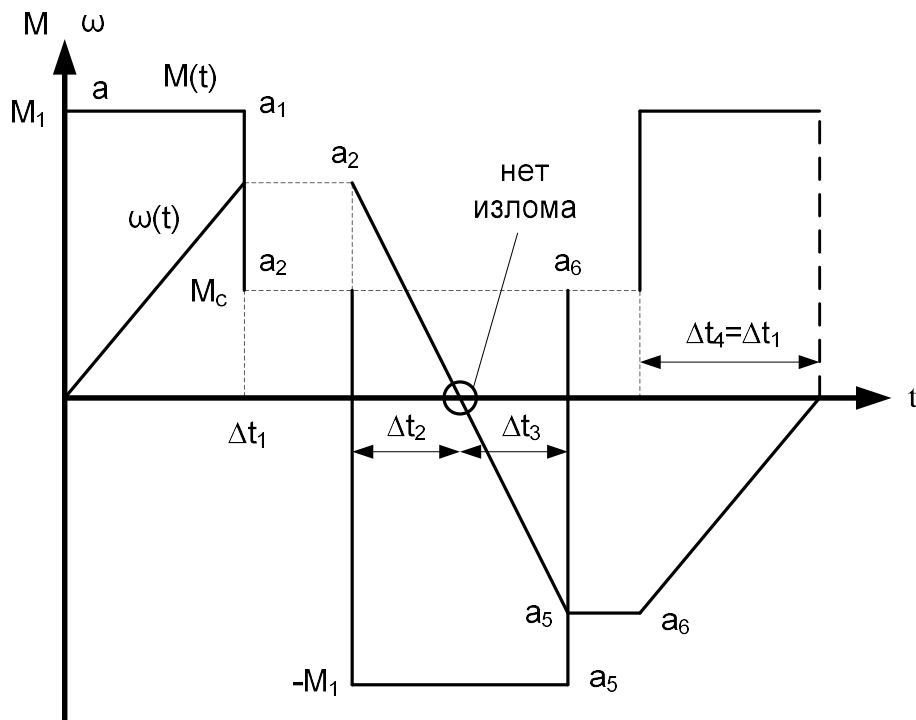 M ω
a
M(t)
M₁
a₁
a₂
нет
излома
ω(t)
a₂
Mc
a₆
Δt₄=Δt₁
t
Δt₁
Δt₂
Δt₃
a₅
a₆
-M₁
a₅